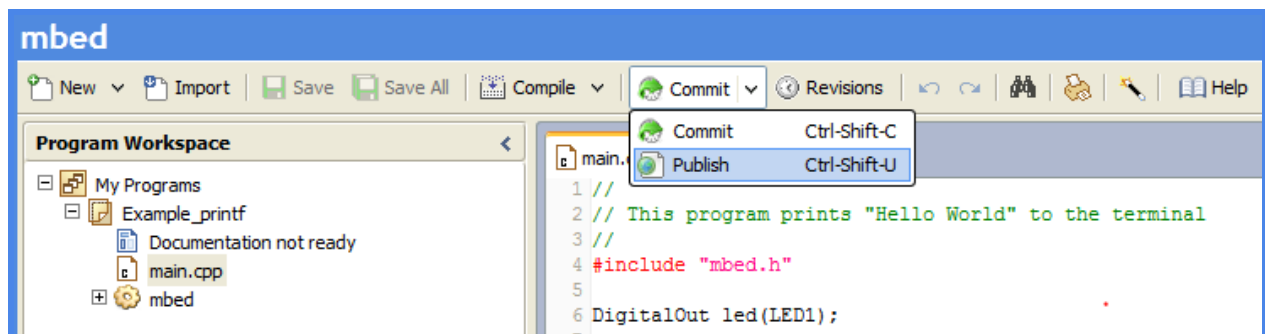 mbed
New Import Save Save All Compile Commit Revisions Help
Commit Ctrl-Shift-C
Publish Ctrl-Shift-U
Program Workspace
My Programs
Example_printf
Documentation not ready
main.cpp
mbed
main.
1 //
2 // This program prints "Hello World" to the terminal
3 //
4 #include "mbed.h"
5
6 DigitalOut led(LED1);